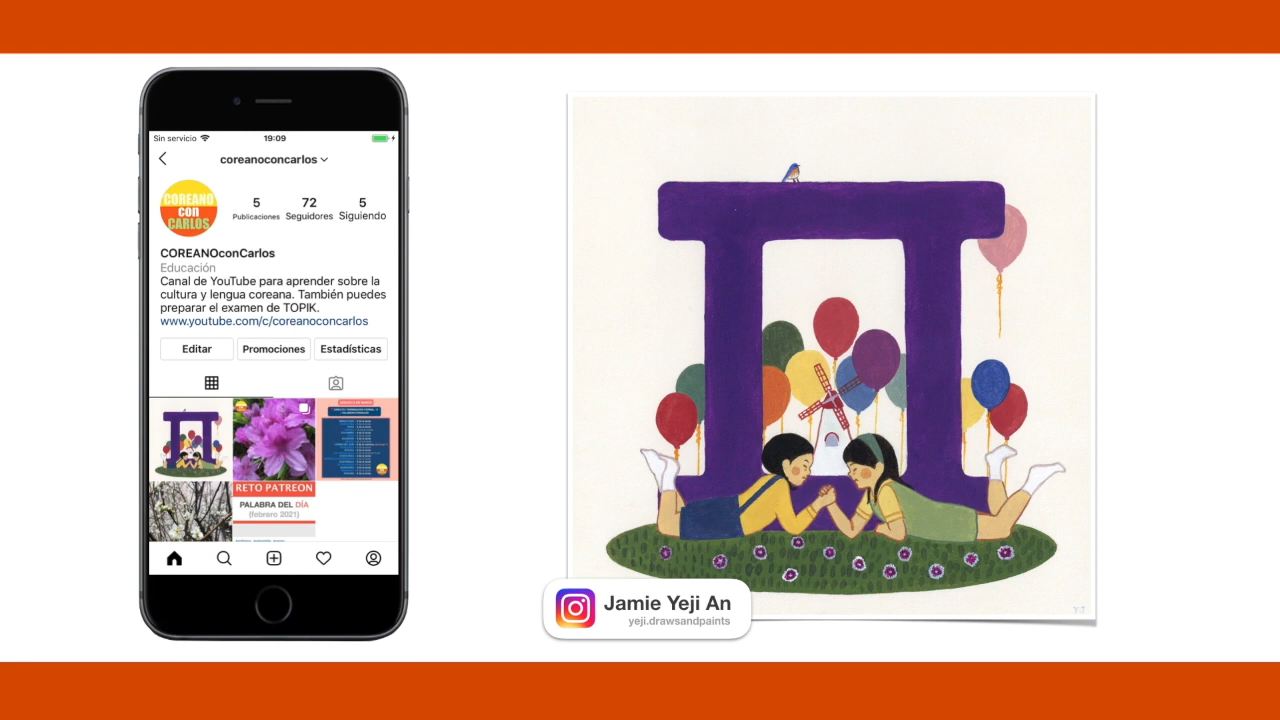 Sin servicio
19:09
coreanoconcarlos
COREANO
con
CARLOS
5
Publicaciones
72
Seguidores
5
Siguiendo
COREANOconCarlos
Educación
Canal de YouTube para aprender sobre la
cultura y lengua coreana. También puedes
preparar el examen de TOPIK.
www.youtube.com/c/coreanoconcarlos
Editar
Promociones
Estadísticas
RETO PATREON
PALABRA DEL DÍA
(febrero 2021)
ㅍ
Y.J
Jamie Yeji An
yeji.drawsandpaints